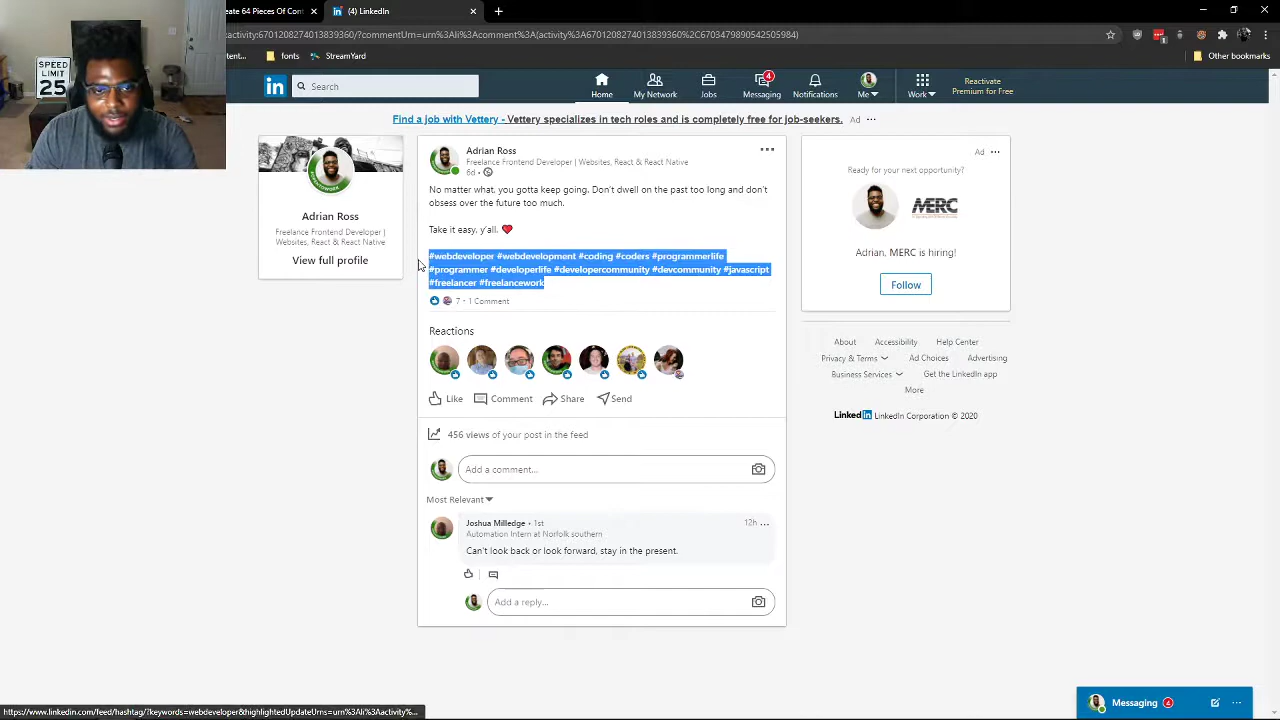 ate 64 Pieces Of Con
(4) LinkedIn
activity:6701208274013839360/?commentUrn=urn%3Ali%3Acomment%3A(activity%3A6701208274013839360%2C6703479890542505984)
tent...
fonts
StreamYard
Other bookmarks
SPEED
LIMIT
25
in
Search
4
Home
My Network
Jobs
Messaging
Notifications
Me
Work
Reactivate
Premium for Free
Find a job with Vettery - Vettery specializes in tech roles and is completely free for job-seekers. Ad
Adrian Ross
Freelance Frontend Developer |
Websites, React & React Native
View full profile
Adrian Ross
Freelance Frontend Developer | Websites, React & React Native
6d •
No matter what, you gotta keep going. Don't dwell on the past too long and don't
obsess over the future too much.
Take it easy, y'all.
#webdeveloper #webdevelopment #coding #coders #programmerlife
#programmer #developerlife #developercommunity #devcommunity #javascript
#freelancer #freelancework
7 • 1 Comment
Reactions
Like
Comment
Share
Send
456 views of your post in the feed
Add a comment...
Most Relevant
Joshua Milledge • 1st
12h
Automation Intern at Norfolk southern
Can't look back or look forward, stay in the present.
Add a reply...
Ad
Ready for your next opportunity?
MERC
Adrian, MERC is hiring!
Follow
About
Accessibility
Help Center
Privacy & Terms
Ad Choices
Advertising
Business Services
Get the LinkedIn app
More
LinkedIn LinkedIn Corporation © 2020
Messaging 4
https://www.linkedin.com/feed/hashtag/?keywords=webdeveloper&highlightedUpdateUrns=urn%3Ali%3Aactivity%...